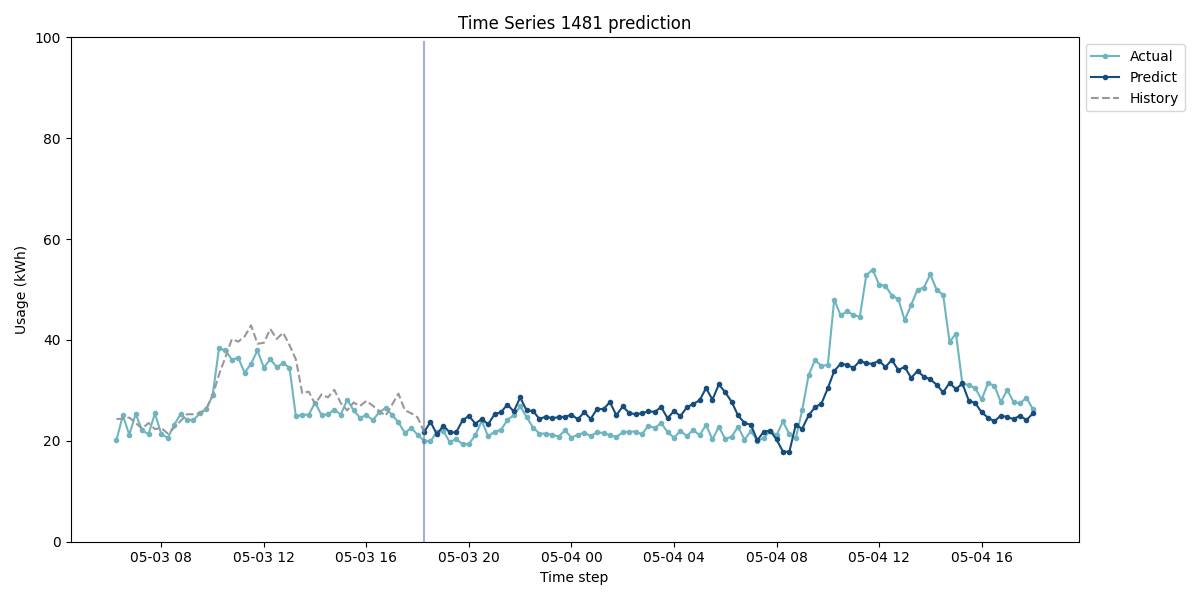 Time Series 1481 prediction
100
80
60
40
20
0
Usage (kWh)
05-03 08
05-03 12
05-03 16
05-03 20
05-04 00
05-04 04
05-04 08
05-04 12
05-04 16
Time step
Actual
Predict
History